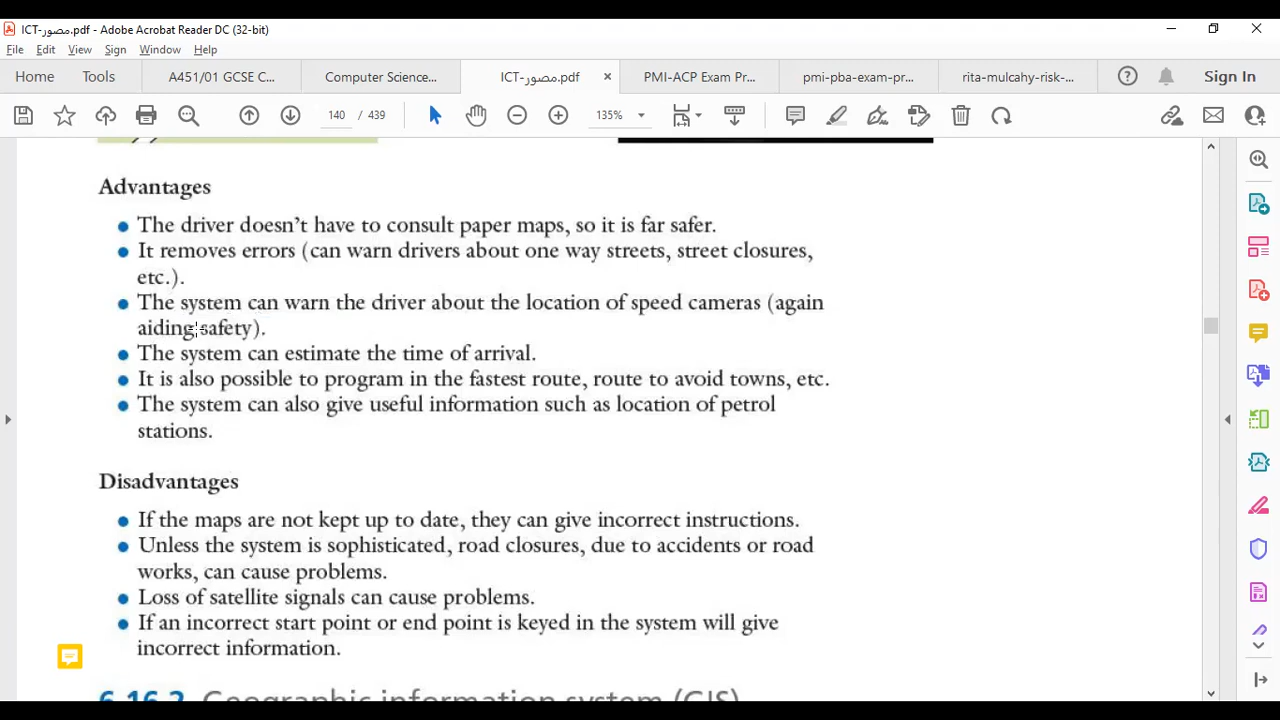 ICT-مصور.pdf - Adobe Acrobat Reader DC (32-bit)
File Edit View Sign Window Help
Home Tools A451/01 GCSE C... Computer Science... ICT-مصور.pdf × PMI-ACP Exam Pr... pmi-pba-exam-pr... rita-mulcahy-risk-... Sign In
140 / 439 135%
Advantages
The driver doesn't have to consult paper maps, so it is far safer.
It removes errors (can warn drivers about one way streets, street closures,
etc.).
The system can warn the driver about the location of speed cameras (again
aiding safety).
The system can estimate the time of arrival.
It is also possible to program in the fastest route, route to avoid towns, etc.
The system can also give useful information such as location of petrol
stations.
Disadvantages
If the maps are not kept up to date, they can give incorrect instructions.
Unless the system is sophisticated, road closures, due to accidents or road
works, can cause problems.
Loss of satellite signals can cause problems.
If an incorrect start point or end point is keyed in the system will give
incorrect information.
6.16.2 Geographic information system (GIS)